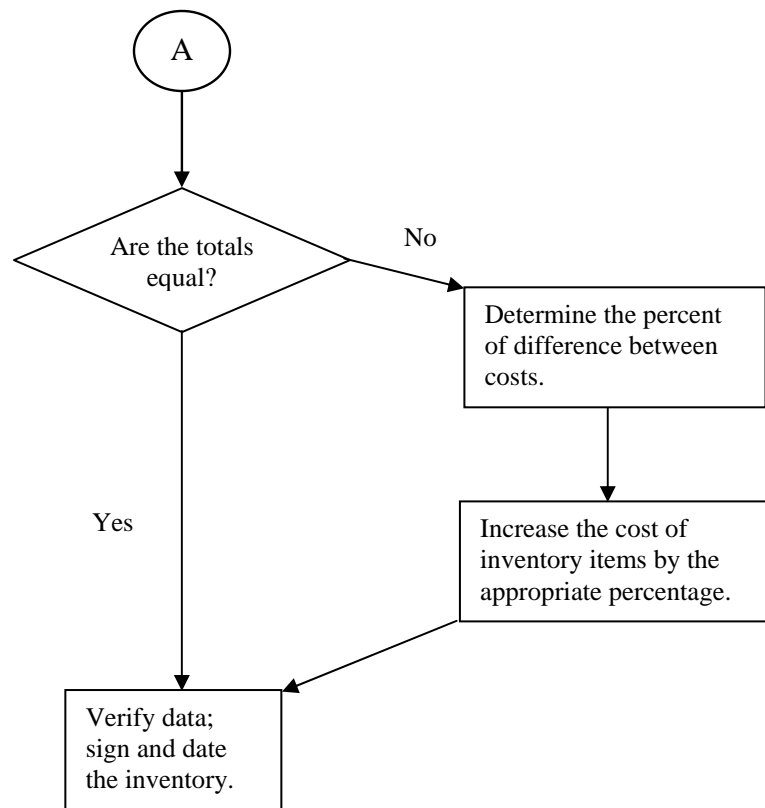 A
Are the totals
equal?
No
Determine the percent
of difference between
costs.
Yes
Increase the cost of
inventory items by the
appropriate percentage.
Verify data;
sign and date
the inventory.